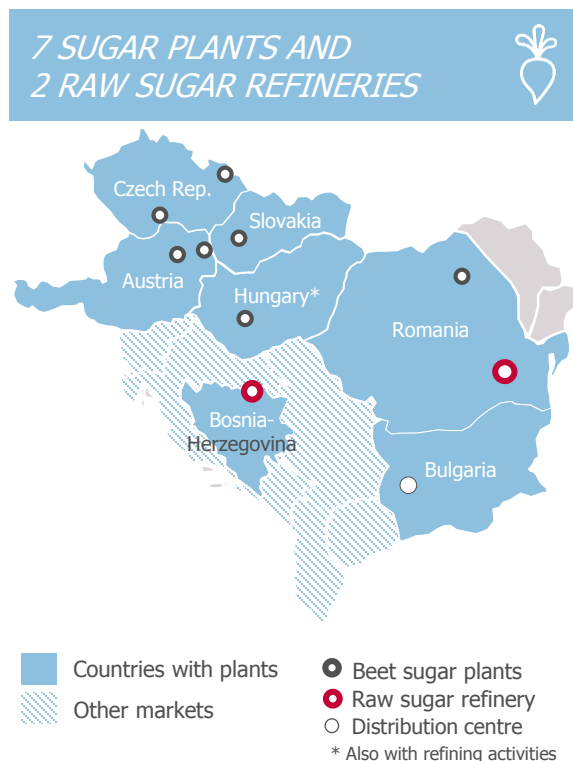 7 SUGAR PLANTS AND
2 RAW SUGAR REFINERIES
Czech Rep.
Slovakia
Austria
Hungary*
Romania
Bosnia-
Herzegovina
Bulgaria
Countries with plants
Other markets
Beet sugar plants
Raw sugar refinery
Distribution centre
* Also with refining activities